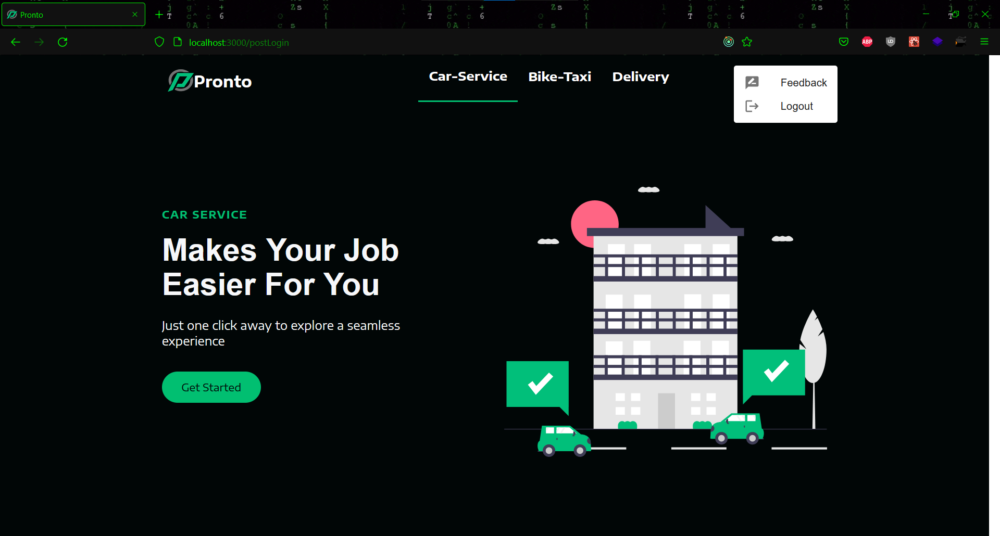 Pronto
localhost:3000/postLogin
ABP
Pronto
Car-Service
Bike-Taxi
Delivery
Feedback
Logout
CAR SERVICE
Makes Your Job
Easier For You
Just one click away to explore a seamless
experience
Get Started